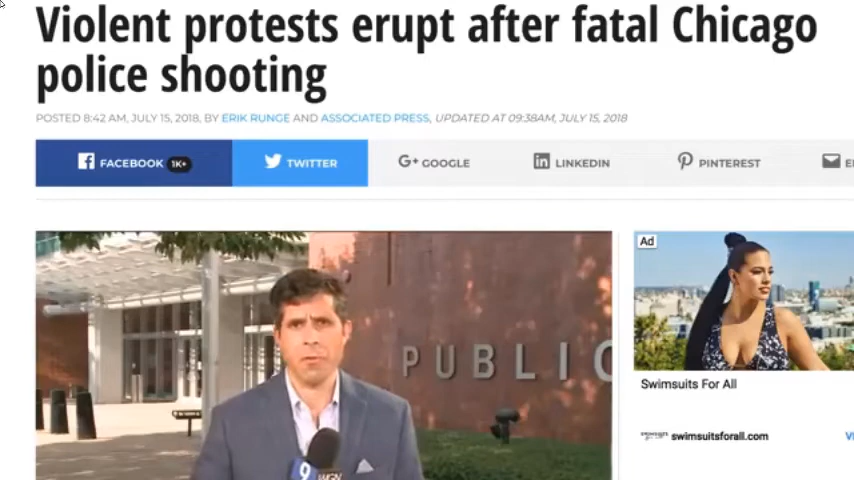 Violent protests erupt after fatal Chicago
police shooting
POSTED 8:42 AM, JULY 15, 2018, BY ERIK RUNGE AND ASSOCIATED PRESS, UPDATED AT 09:38AM, JULY 15, 2018
FACEBOOK 1K+ TWITTER G+ GOOGLE LINKEDIN PINTEREST
Ad
PUBLIC
Swimsuits For All
swimsuitsforall.com
9 WGN